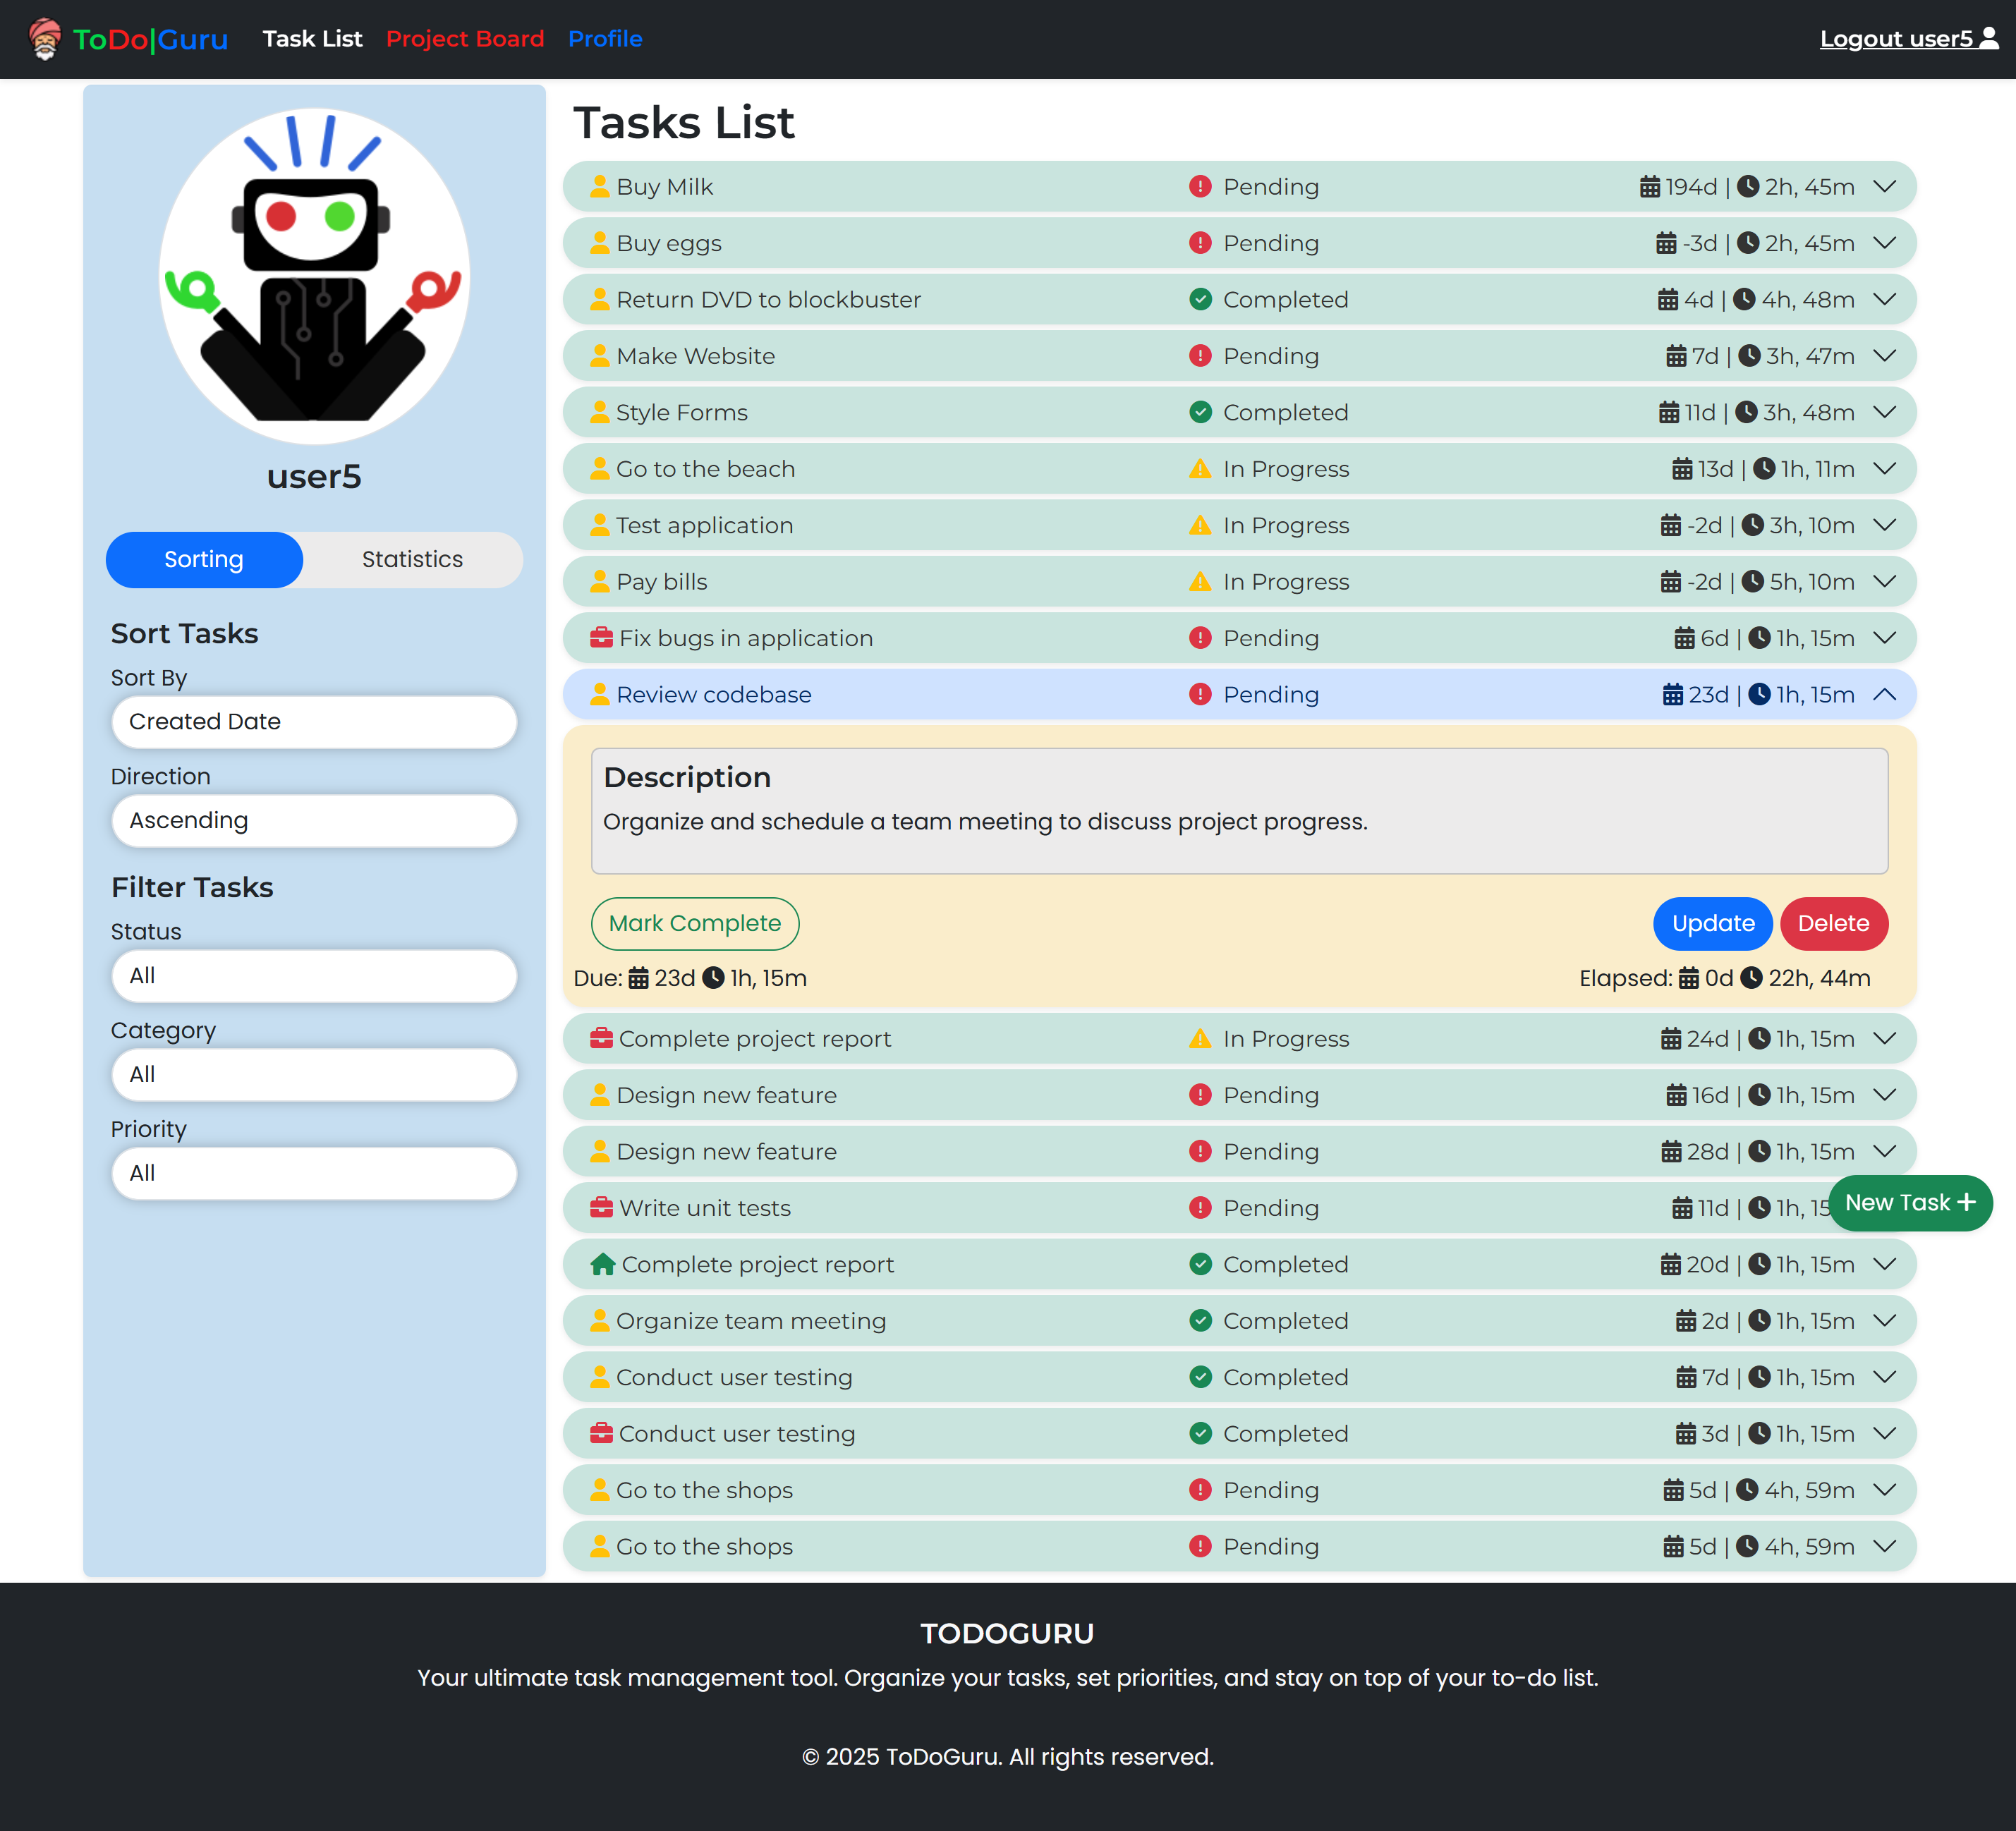 ToDo|Guru Task List Project Board Profile Logout user5
user5
Sorting Statistics
Sort Tasks
Sort By
Created Date
Direction
Ascending
Filter Tasks
Status
All
Category
All
Priority
All
Tasks List
Buy Milk Pending 194d | 2h, 45m
Buy eggs Pending -3d | 2h, 45m
Return DVD to blockbuster Completed 4d | 4h, 48m
Make Website Pending 7d | 3h, 47m
Style Forms Completed 11d | 3h, 48m
Go to the beach In Progress 13d | 1h, 11m
Test application In Progress -2d | 3h, 10m
Pay bills In Progress -2d | 5h, 10m
Fix bugs in application Pending 6d | 1h, 15m
Review codebase Pending 23d | 1h, 15m
Description
Organize and schedule a team meeting to discuss project progress.
Mark Complete Update Delete
Due: 23d 1h, 15m Elapsed: 0d 22h, 44m
Complete project report In Progress 24d | 1h, 15m
Design new feature Pending 16d | 1h, 15m
Design new feature Pending 28d | 1h, 15m
Write unit tests Pending 11d | 1h, 15
New Task +
Complete project report Completed 20d | 1h, 15m
Organize team meeting Completed 2d | 1h, 15m
Conduct user testing Completed 7d | 1h, 15m
Conduct user testing Completed 3d | 1h, 15m
Go to the shops Pending 5d | 4h, 59m
Go to the shops Pending 5d | 4h, 59m
TODOGURU
Your ultimate task management tool. Organize your tasks, set priorities, and stay on top of your to-do list.
© 2025 ToDoGuru. All rights reserved.